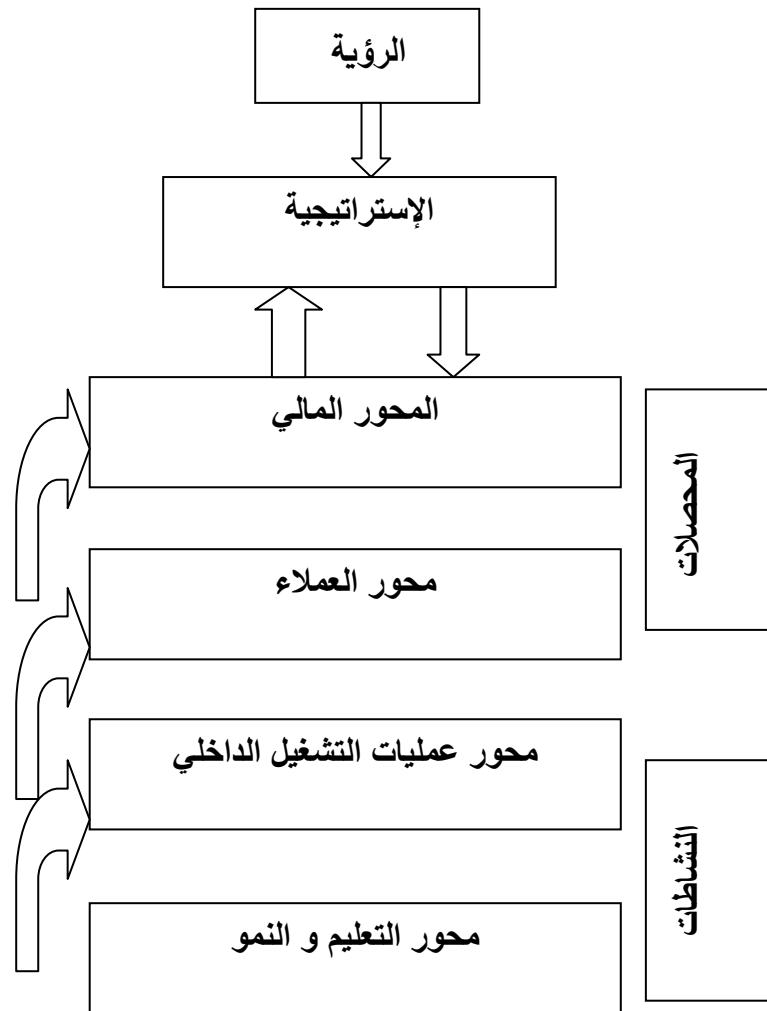 الرؤية
الإستراتيجية
المحور المالي
محور العملاء
المحصلات
محور عمليات التشغيل الداخلي
محور التعليم و النمو
النشاطات